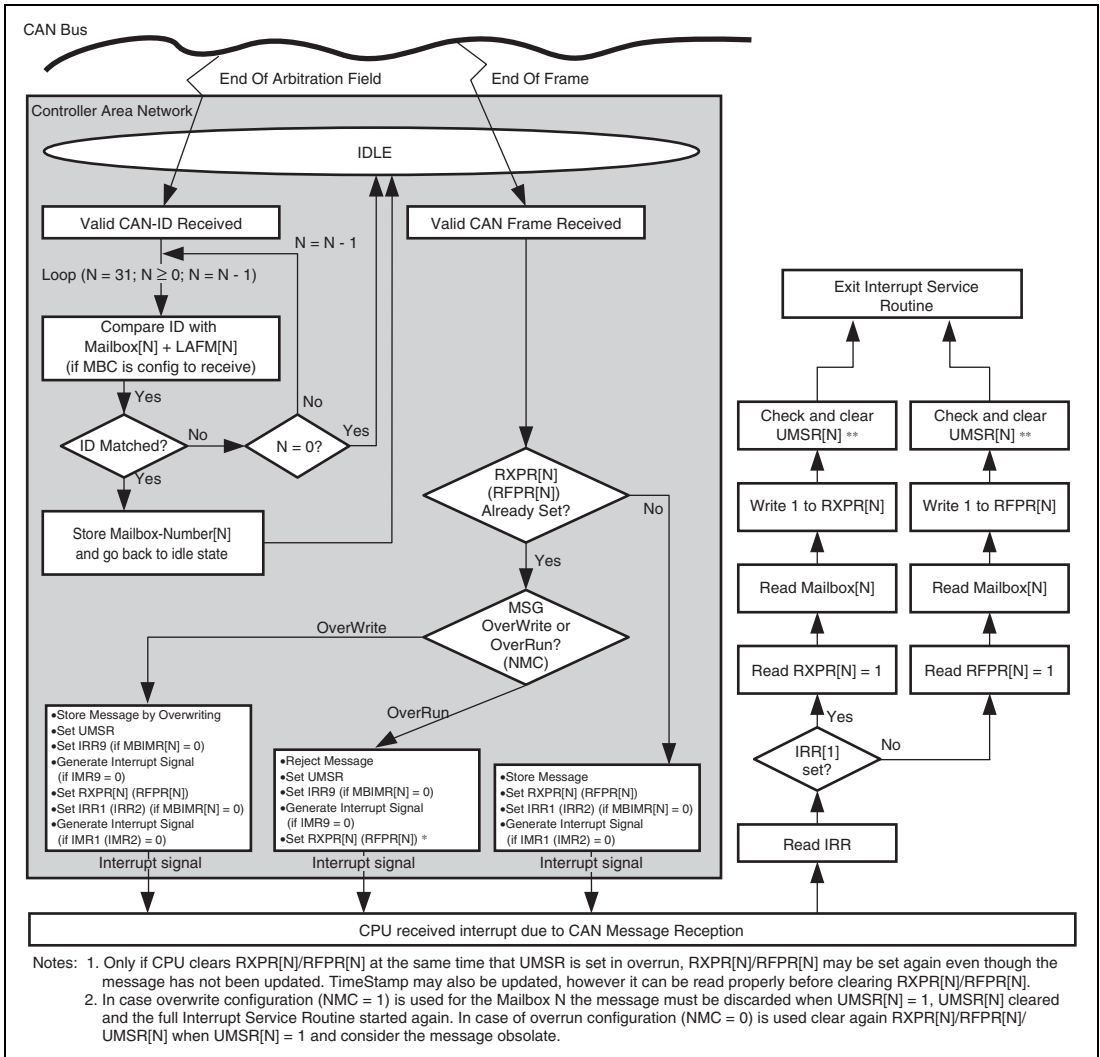 CAN Bus
End Of Arbitration Field
End Of Frame
Controller Area Network
IDLE
Valid CAN-ID Received
Valid CAN Frame Received
N = N - 1
Loop (N = 31; N ≥ 0; N = N - 1)
Compare ID with
Mailbox[N] + LAFM[N]
(if MBC is config to receive)
Yes
ID Matched?
No
N = 0?
No
Yes
Yes
Store Mailbox-Number[N]
and go back to idle state
RXPR[N]
(RFPR[N])
Already Set?
No
Yes
MSG
OverWrite or
OverRun?
(NMC)
OverWrite
OverRun
•Store Message by Overwriting
•Set UMSR
•Set IRR9 (if MBIMR[N] = 0)
•Generate Interrupt Signal
(if IMR9 = 0)
•Set RXPR[N] (RFPR[N])
•Set IRR1 (IRR2) (if MBIMR[N] = 0)
•Generate Interrupt Signal
(if IMR1 (IMR2) = 0)
•Reject Message
•Set UMSR
•Set IRR9 (if MBIMR[N] = 0)
•Generate Interrupt Signal
(if IMR9 = 0)
•Set RXPR[N] (RFPR[N]) *
•Store Message
•Set RXPR[N] (RFPR[N])
•Set IRR1 (IRR2) (if MBIMR[N] = 0)
•Generate Interrupt Signal
(if IMR1 (IMR2) = 0)
Interrupt signal
Interrupt signal
Interrupt signal
Exit Interrupt Service
Routine
Check and clear
UMSR[N] **
Check and clear
UMSR[N] **
Write 1 to RXPR[N]
Write 1 to RFPR[N]
Read Mailbox[N]
Read Mailbox[N]
Read RXPR[N] = 1
Read RFPR[N] = 1
Yes
IRR[1]
set?
No
Read IRR
CPU received interrupt due to CAN Message Reception
Notes: 1. Only if CPU clears RXPR[N]/RFPR[N] at the same time that UMSR is set in overrun, RXPR[N]/RFPR[N] may be set again even though the
message has not been updated. TimeStamp may also be updated, however it can be read properly before clearing RXPR[N]/RFPR[N].
2. In case overwrite configuration (NMC = 1) is used for the Mailbox N the message must be discarded when UMSR[N] = 1, UMSR[N] cleared
and the full Interrupt Service Routine started again. In case of overrun configuration (NMC = 0) is used clear again RXPR[N]/RFPR[N]/
UMSR[N] when UMSR[N] = 1 and consider the message obsolate.